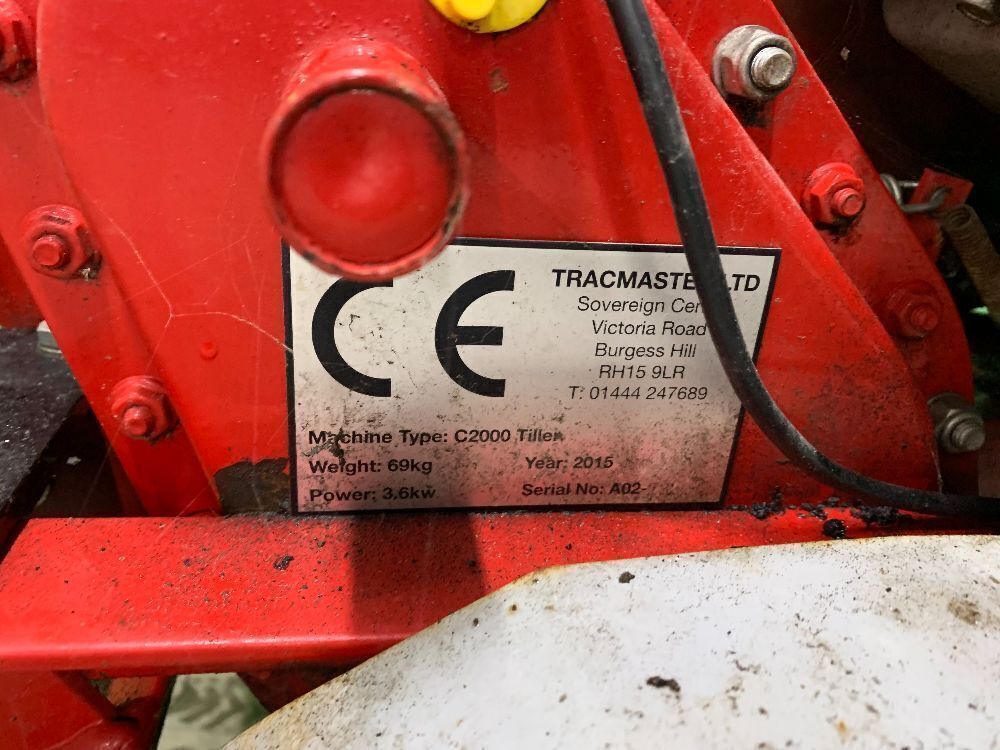 CE
TRACMASTER LTD
Sovereign Cen
Victoria Road
Burgess Hill
RH15 9LR
T: 01444 247689
Machine Type: C2000 Tiller
Weight: 69kg
Year: 2015
Power: 3.6kw
Serial No: A02-